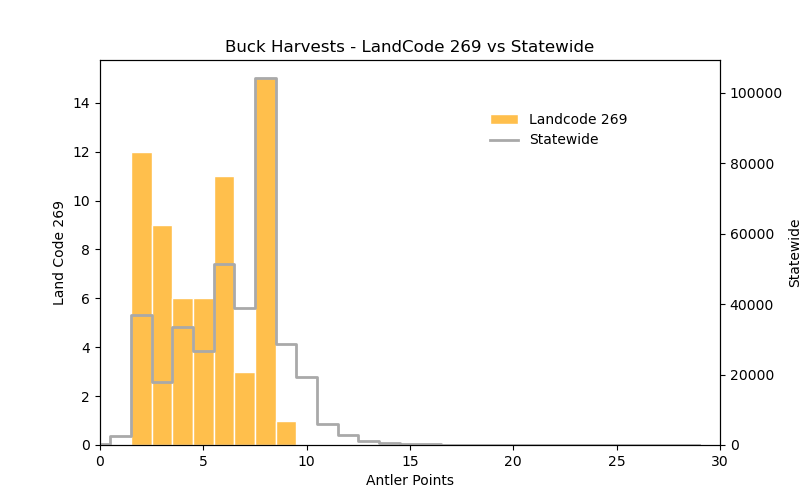 Buck Harvests - LandCode 269 vs Statewide
Landcode 269
Statewide
Land Code 269
14
12
10
8
6
4
2
0
100000
80000
60000
40000
20000
0
Statewide
0 5 10 15 20 25 30
Antler Points